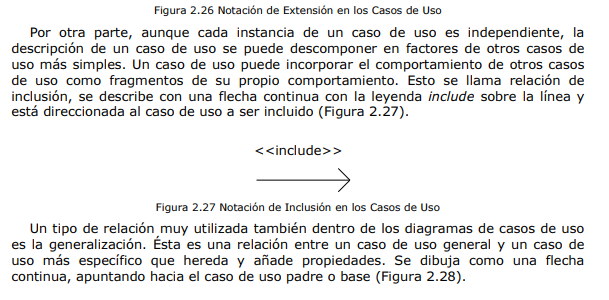 Figura 2.26 Notación de Extensión en los Casos de Uso
Por otra parte, aunque cada instancia de un caso de uso es independiente, la
descripción de un caso de uso se puede descomponer en factores de otros casos de
uso más simples. Un caso de uso puede incorporar el comportamiento de otros casos
de uso como fragmentos de su propio comportamiento. Esto se llama relación de
inclusión, se describe con una flecha continua con la leyenda include sobre la línea y
está direccionada al caso de uso a ser incluido (Figura 2.27).
<<include>>
Figura 2.27 Notación de Inclusión en los Casos de Uso
Un tipo de relación muy utilizada también dentro de los diagramas de casos de uso
es la generalización. Ésta es una relación entre un caso de uso general y un caso de
uso más específico que hereda y añade propiedades. Se dibuja como una flecha
continua, apuntando hacia el caso de uso padre o base (Figura 2.28).